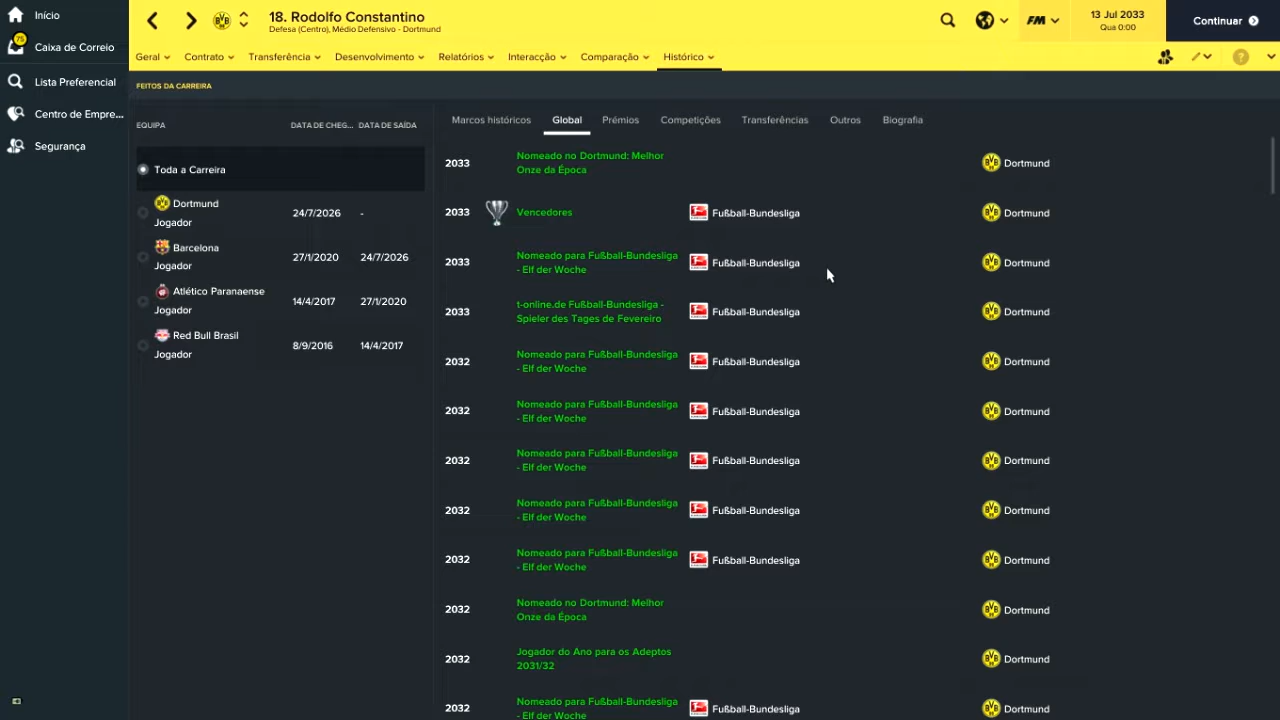 Início
18. Rodolfo Constantino
Defesa (Centro), Médio Defensivo - Dortmund
FM
13 Jul 2033
Qua 0:00
Continuar
75
Caixa de Correio
Geral
Contrato
Transferência
Desenvolvimento
Relatórios
Interacção
Comparação
Histórico
?
Lista Preferencial
Centro de Empre...
Segurança
FEITOS DA CARREIRA
EQUIPA
DATA DE CHEG...
DATA DE SAÍDA
Toda a Carreira
Dortmund
Jogador
24/7/2026
-
Barcelona
Jogador
27/1/2020
24/7/2026
Atlético Paranaense
Jogador
14/4/2017
27/1/2020
Red Bull Brasil
Jogador
8/9/2016
14/4/2017
Marcos históricos
Global
Prémios
Competições
Transferências
Outros
Biografia
2033
Nomeado no Dortmund: Melhor
Onze da Época
Dortmund
2033
Vencedores
Fußball-Bundesliga
Dortmund
2033
Nomeado para Fußball-Bundesliga
- Elf der Woche
Fußball-Bundesliga
Dortmund
2033
t-online.de Fußball-Bundesliga -
Spieler des Tages de Fevereiro
Fußball-Bundesliga
Dortmund
2032
Nomeado para Fußball-Bundesliga
- Elf der Woche
Fußball-Bundesliga
Dortmund
2032
Nomeado para Fußball-Bundesliga
- Elf der Woche
Fußball-Bundesliga
Dortmund
2032
Nomeado para Fußball-Bundesliga
- Elf der Woche
Fußball-Bundesliga
Dortmund
2032
Nomeado para Fußball-Bundesliga
- Elf der Woche
Fußball-Bundesliga
Dortmund
2032
Nomeado para Fußball-Bundesliga
- Elf der Woche
Fußball-Bundesliga
Dortmund
2032
Nomeado no Dortmund: Melhor
Onze da Época
Dortmund
2032
Jogador do Ano para os Adeptos
2031/32
Dortmund
2032
Nomeado para Fußball-Bundesliga
- Elf der Woche
Fußball-Bundesliga
Dortmund